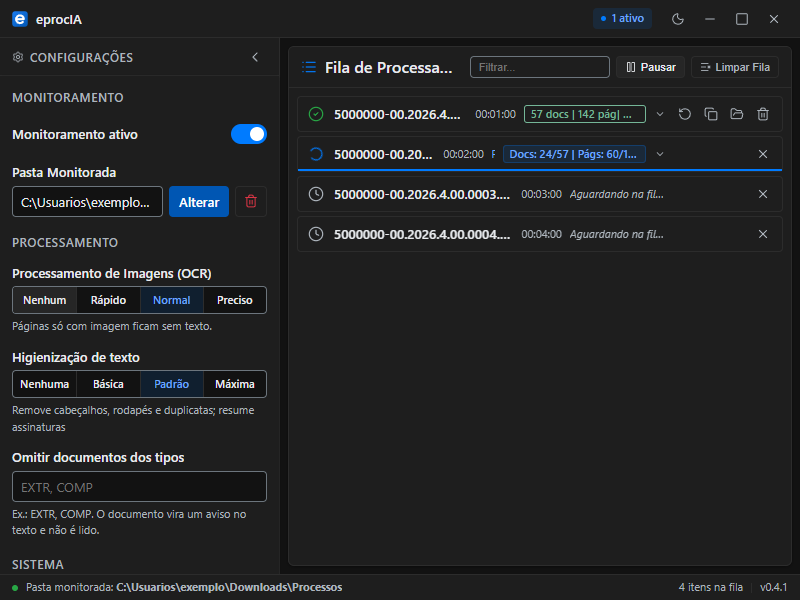 eprocIA
1 ativo
CONFIGURAÇÕES
MONITORAMENTO
Monitoramento ativo
Pasta Monitorada
C:\Usuarios\exemplo...
Alterar
PROCESSAMENTO
Processamento de Imagens (OCR)
Nenhum Rápido Normal Preciso
Páginas só com imagem ficam sem texto.
Higienização de texto
Nenhuma Básica Padrão Máxima
Remove cabeçalhos, rodapés e duplicatas; resume
assinaturas
Omitir documentos dos tipos
EXTR, COMP
Ex.: EXTR, COMP. O documento vira um aviso no
texto e não é lido.
SISTEMA
Fila de Processa...
Filtrar...
Pausar
Limpar Fila
5000000-00.2026.4.... 00:01:00 57 docs | 142 pág| ...
5000000-00.20... 00:02:00 Docs: 24/57 | Págs: 60/1...
5000000-00.2026.4.00.0003.... 00:03:00 Aguardando na fil...
5000000-00.2026.4.00.0004.... 00:04:00 Aguardando na fil...
Pasta monitorada: C:\Usuarios\exemplo\Downloads\Processos
4 itens na fila
v0.4.1